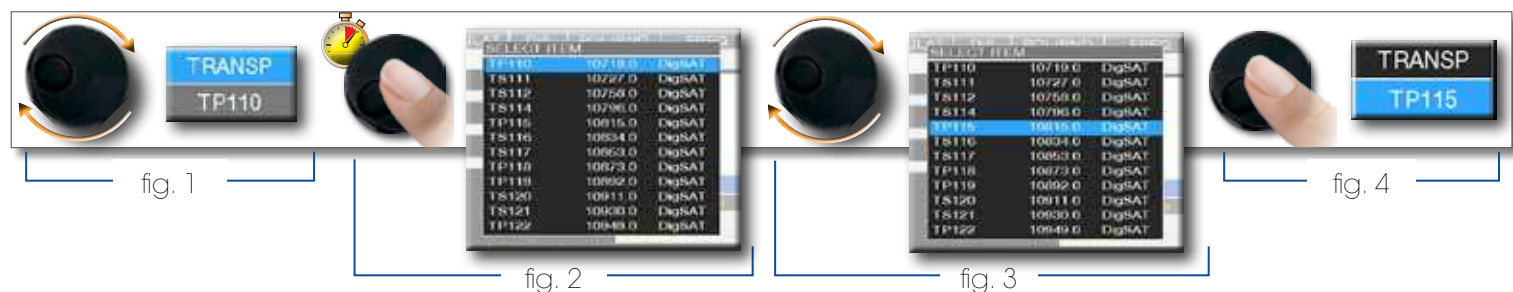 TRANSP
TP110
SELECT ITEM
TP110 10719.0 DigSAT
TS111 10727.0 DigSAT
TS112 10758.0 DigSAT
TS114 10796.0 DigSAT
TP115 10815.0 DigSAT
TS116 10834.0 DigSAT
TS117 10853.0 DigSAT
TP118 10873.0 DigSAT
TP119 10892.0 DigSAT
TS120 10911.0 DigSAT
TS121 10930.0 DigSAT
TP122 10949.0 DigSAT
SELECT ITEM
TP110 10719.0 DigSAT
TS111 10727.0 DigSAT
TS112 10758.0 DigSAT
TS114 10796.0 DigSAT
TP115 10815.0 DigSAT
TS116 10834.0 DigSAT
TS117 10853.0 DigSAT
TP118 10873.0 DigSAT
TP119 10892.0 DigSAT
TS120 10911.0 DigSAT
TS121 10930.0 DigSAT
TP122 10949.0 DigSAT
TRANSP
TP115
fig. 1
fig. 2
fig. 3
fig. 4